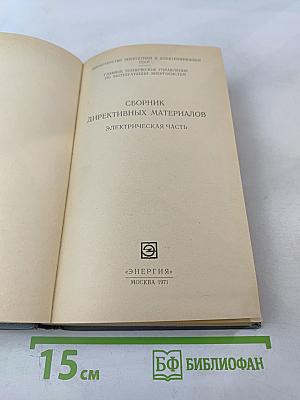 МИНИСТЕРСТВО ЭНЕРГЕТИКИ И ЭЛЕКТРИФИКАЦИИ
СССР
ГЛАВНОЕ ТЕХНИЧЕСКОЕ УПРАВЛЕНИЕ
ПО ЭКСПЛУАТАЦИИ ЭНЕРГОСИСТЕМ
СБОРНИК
ДИРЕКТИВНЫХ МАТЕРИАЛОВ
ЭЛЕКТРИЧЕСКАЯ ЧАСТЬ
«ЭНЕРГИЯ»
МОСКВА 1971
15 см
БФ БИБЛИОФАН